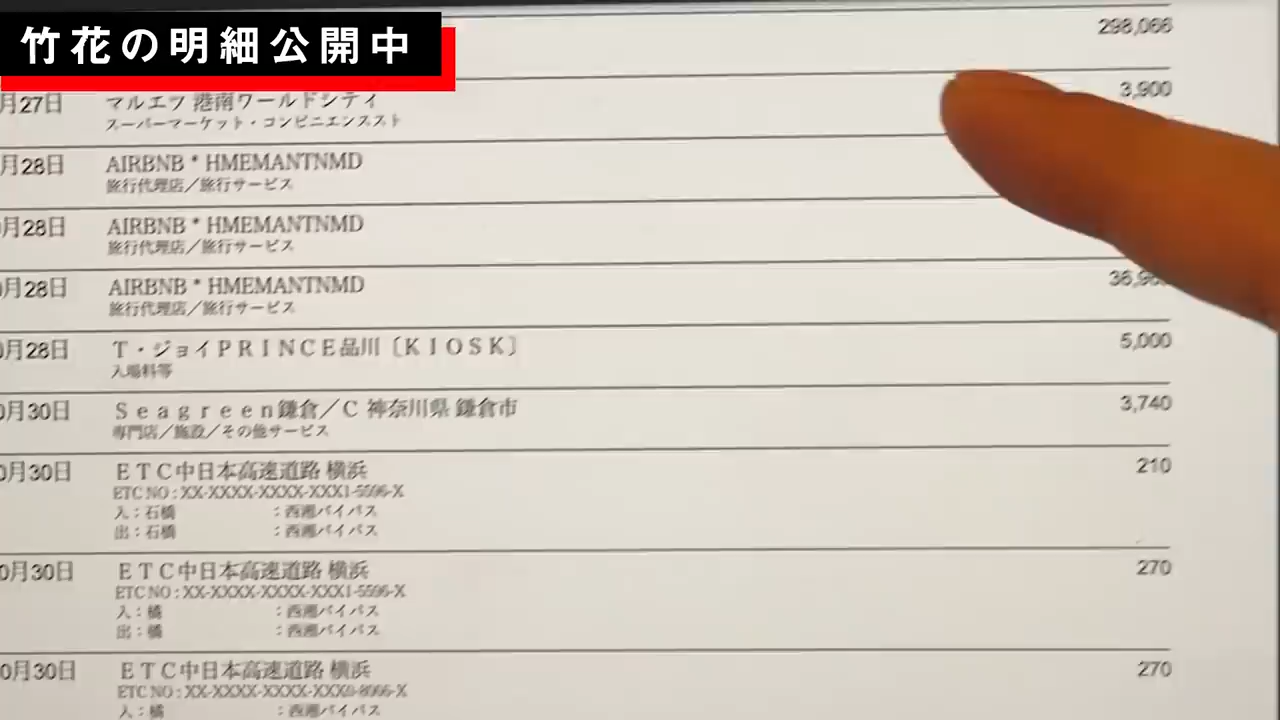 竹花の明細公開中
298,066
月27日 マルエツ 港南ワールドシティ 3,900
スーパーマーケット・コンビニエンススト
月28日 AIRBNB * HMEMANTNMD
旅行代理店／旅行サービス
0月28日 AIRBNB * HMEMANTNMD
旅行代理店／旅行サービス
0月28日 AIRBNB * HMEMANTNMD
旅行代理店／旅行サービス
0月28日 T・ジョイPRINCE品川〔KIOSK〕 5,000
入場料等
0月30日 Seagreen鎌倉／C 神奈川県 鎌倉市 3,740
専門店／施設／その他サービス
0月30日 ETC中日本高速道路 横浜 210
ETC NO : XX-XXXX-XXXX-XXX1-5596-X
入：石橋 ：西湘バイパス
出：石橋 ：西湘バイパス
0月30日 ETC中日本高速道路 横浜 270
ETC NO : XX-XXXX-XXXX-XXX1-5596-X
入：橘 ：西湘バイパス
出：橘 ：西湘バイパス
0月30日 ETC中日本高速道路 横浜 270
ETC NO : XX-XXXX-XXXX-XXX0-8066-X
入：橘 ：西湘バイパス